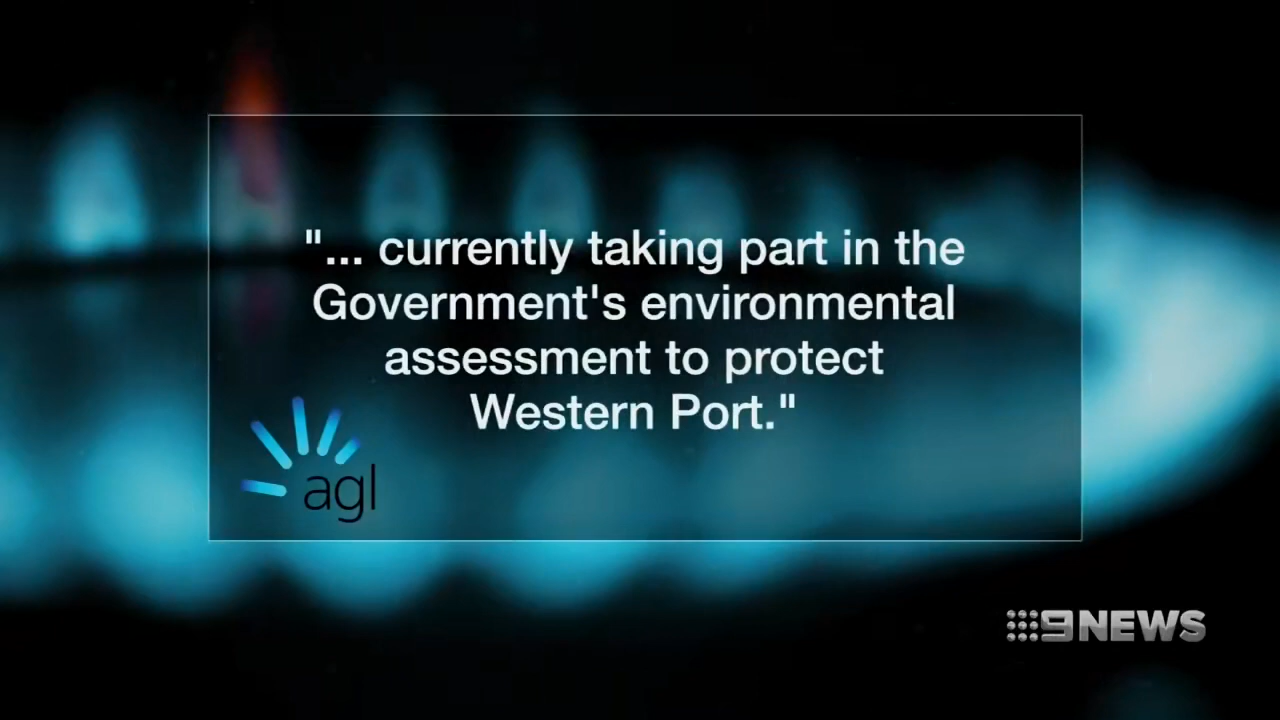 "... currently taking part in the
Government's environmental
assessment to protect
Western Port."
agl
9NEWS